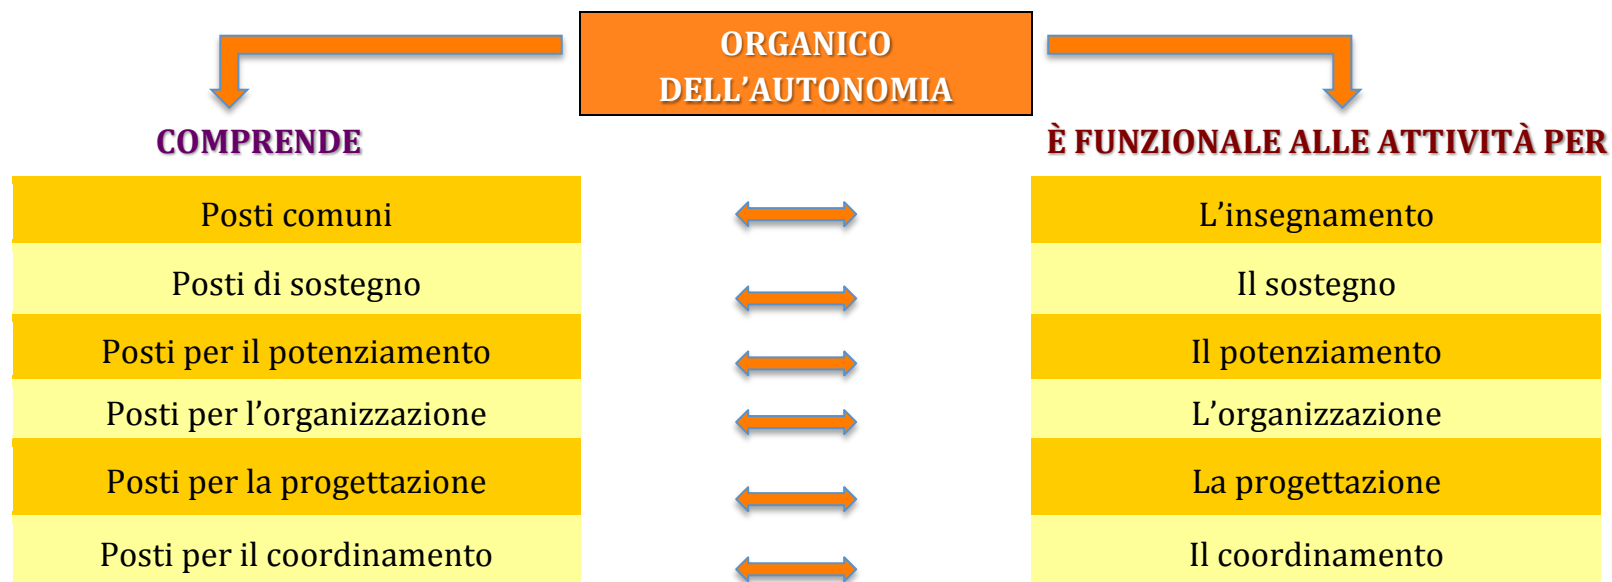 ORGANICO
DELL’AUTONOMIA
COMPRENDE
È FUNZIONALE ALLE ATTIVITÀ PER
Posti comuni
L’insegnamento
Posti di sostegno
Il sostegno
Posti per il potenziamento
Il potenziamento
Posti per l’organizzazione
L’organizzazione
Posti per la progettazione
La progettazione
Posti per il coordinamento
Il coordinamento